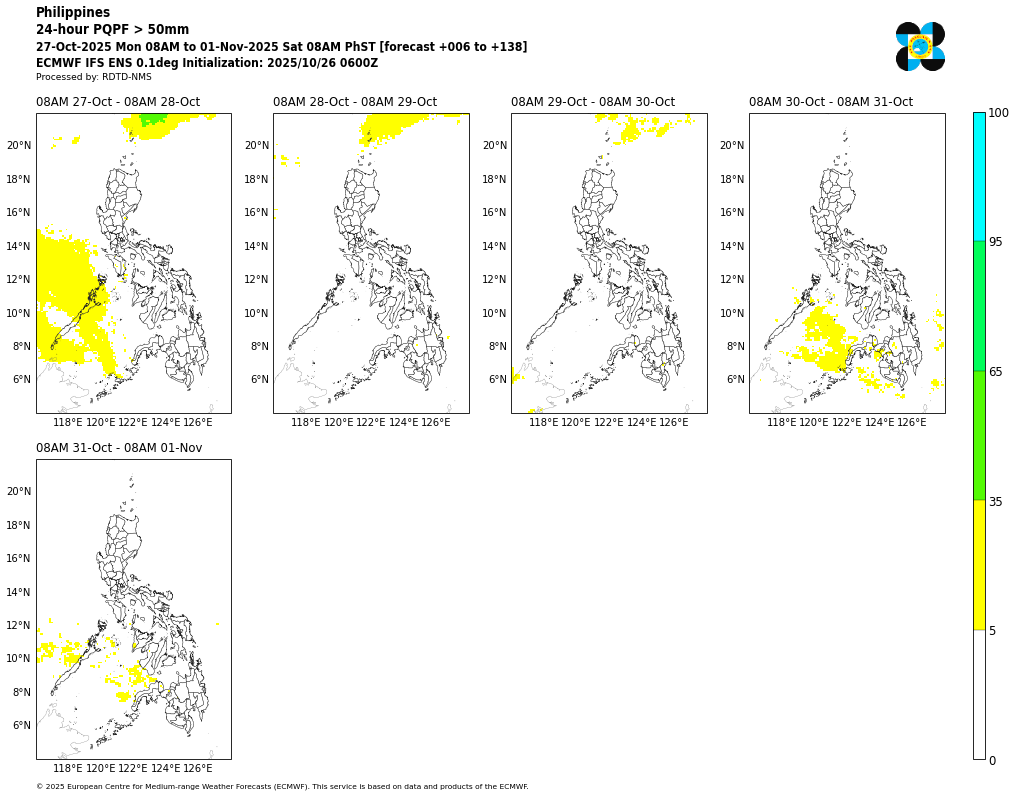 Philippines
24-hour PQPF > 50mm
27-Oct-2025 Mon 08AM to 01-Nov-2025 Sat 08AM PhST [forecast +006 to +138]
ECMWF IFS ENS 0.1deg Initialization: 2025/10/26 0600Z
Processed by: RDTD-NMS
08AM 27-Oct - 08AM 28-Oct
08AM 28-Oct - 08AM 29-Oct
08AM 29-Oct - 08AM 30-Oct
08AM 30-Oct - 08AM 31-Oct
20°N 20°N 20°N 20°N
18°N 18°N 18°N 18°N
16°N 16°N 16°N 16°N
14°N 14°N 14°N 14°N
12°N 12°N 12°N 12°N
10°N 10°N 10°N 10°N
8°N 8°N 8°N 8°N
6°N 6°N 6°N 6°N
118°E 120°E 122°E 124°E 126°E 118°E 120°E 122°E 124°E 126°E 118°E 120°E 122°E 124°E 126°E 118°E 120°E 122°E 124°E 126°E
100
95
65
35
5
0
08AM 31-Oct - 08AM 01-Nov
20°N
18°N
16°N
14°N
12°N
10°N
8°N
6°N
118°E 120°E 122°E 124°E 126°E
© 2025 European Centre for Medium-range Weather Forecasts (ECMWF). This service is based on data and products of the ECMWF.